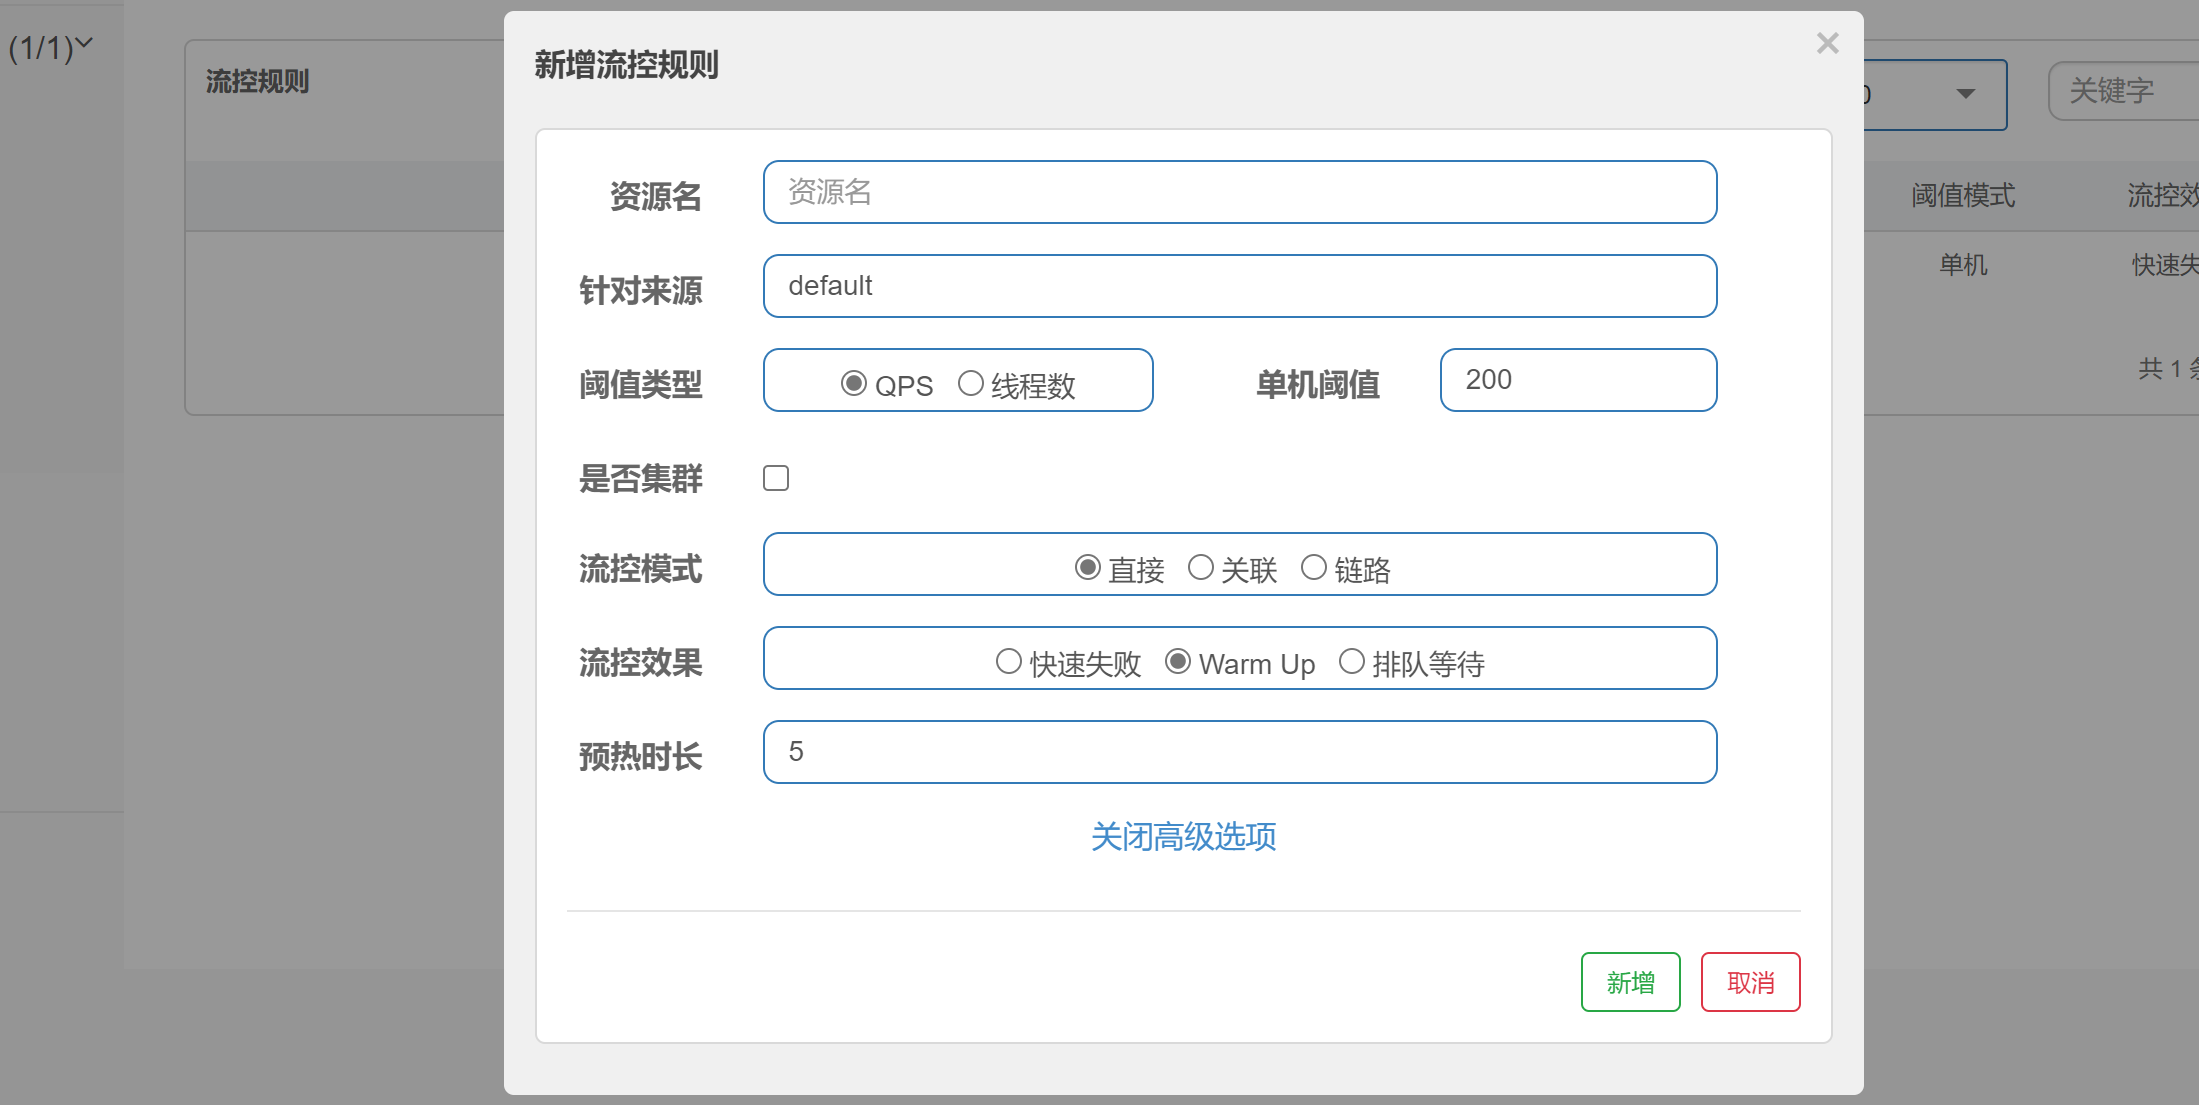 (1/1)
流控规则
新增流控规则
关键字
阈值模式
流控效
单机
快速失
共 1 条
资源名 资源名
针对来源 default
阈值类型 QPS 线程数 单机阈值 200
是否集群
流控模式 直接 关联 链路
流控效果 快速失败 Warm Up 排队等待
预热时长 5
关闭高级选项
新增 取消